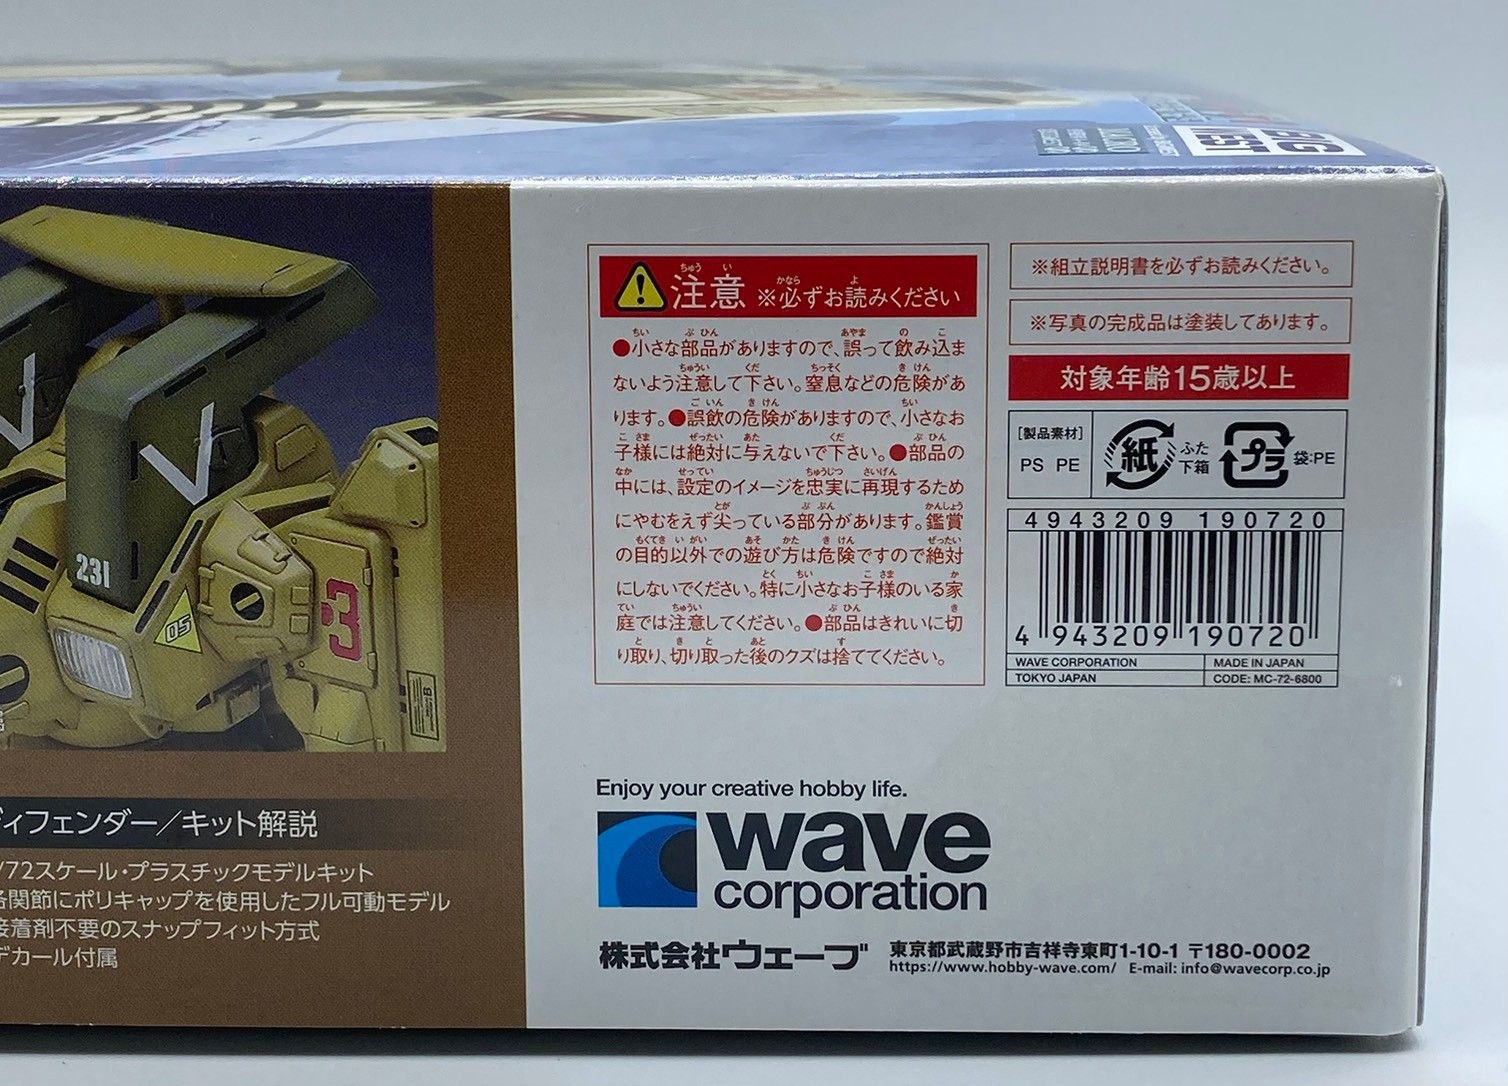 BIG
WEST
V
V
231
05
3
ディフェンダー／キット解説
/72スケール・プラスチックモデルキット
各関節にポリキャップを使用したフル可動モデル
接着剤不要のスナップフィット方式
デカール付属
注意 ※必ずお読みください
●小さな部品がありますので、誤って飲み込ま
ないよう注意して下さい。窒息などの危険があ
ります。●誤飲の危険がありますので、小さなお
子様には絶対に与えないで下さい。●部品の
中には、設定のイメージを忠実に再現するため
にやむをえず尖っている部分があります。鑑賞
の目的以外での遊び方は危険ですので絶対
にしないでください。特に小さなお子様のいる家
庭では注意してください。●部品はきれいに切
り取り、切り取った後のクズは捨ててください。
※組立説明書を必ずお読みください。
※写真の完成品は塗装してあります。
対象年齢15歳以上
[製品素材]
PS PE
紙 ふた
下箱
プラ 袋:PE
4943209 190720
4 943209 190720
WAVE CORPORATION MADE IN JAPAN
TOKYO JAPAN CODE: MC-72-6800
Enjoy your creative hobby life.
wave
corporation
株式会社ウェーブ 東京都武蔵野市吉祥寺東町1-10-1 〒180-0002
https://www.hobby-wave.com/ E-mail: info@wavecorp.co.jp